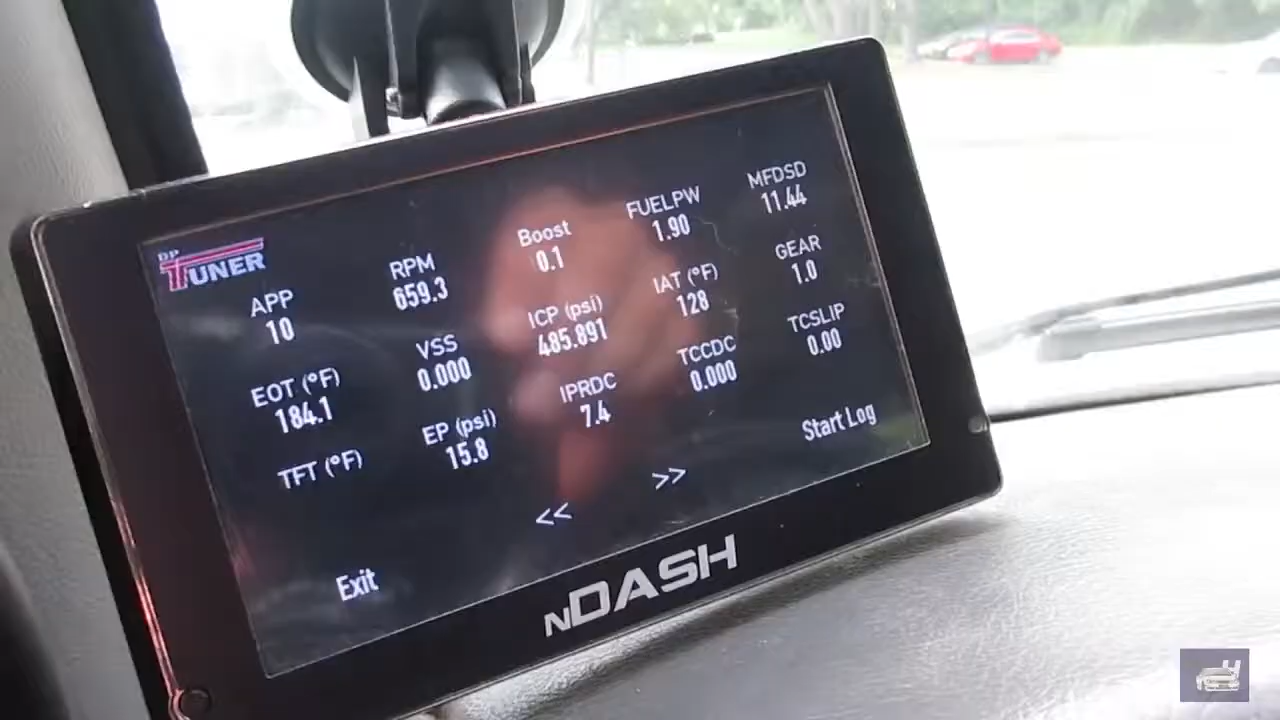 DP
TUNER
APP
10
RPM
659.3
Boost
0.1
FUELPW
1.90
MFDSD
11.44
EOT (°F)
184.1
VSS
0.000
ICP (psi)
485.891
IAT (°F)
128
GEAR
1.0
TFT (°F)
EP (psi)
15.8
IPRDC
7.4
TCCDC
0.000
TCSLIP
0.00
Exit
<<
>>
Start Log
nDASH